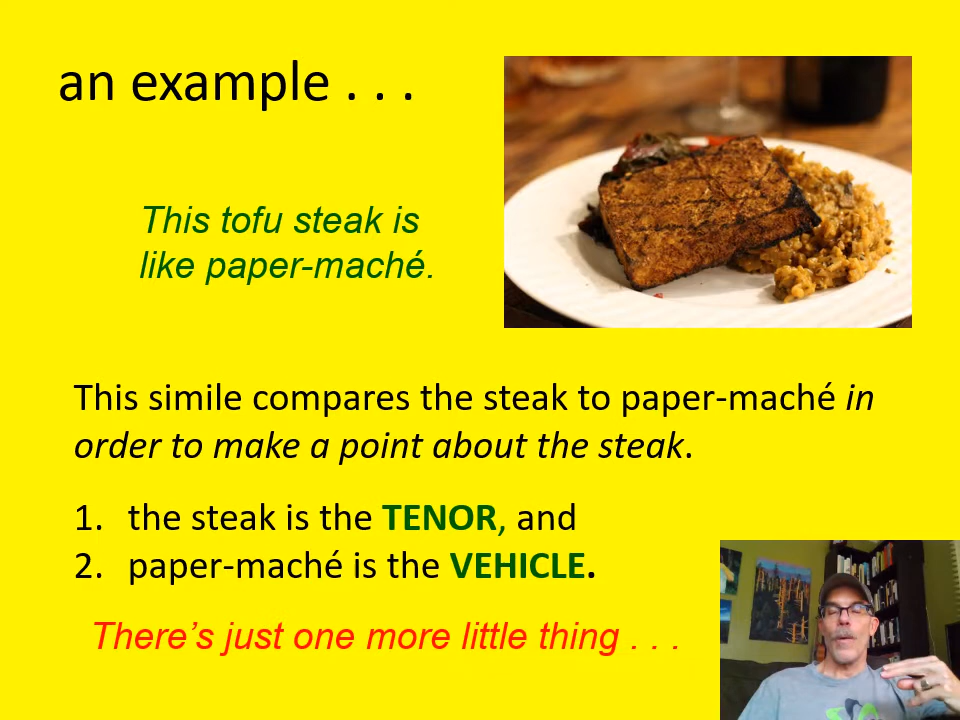 an example . . .
This tofu steak is
like paper-maché.
This simile compares the steak to paper-maché in
order to make a point about the steak.
1. the steak is the TENOR, and
2. paper-maché is the VEHICLE.
There’s just one more little thing . . .